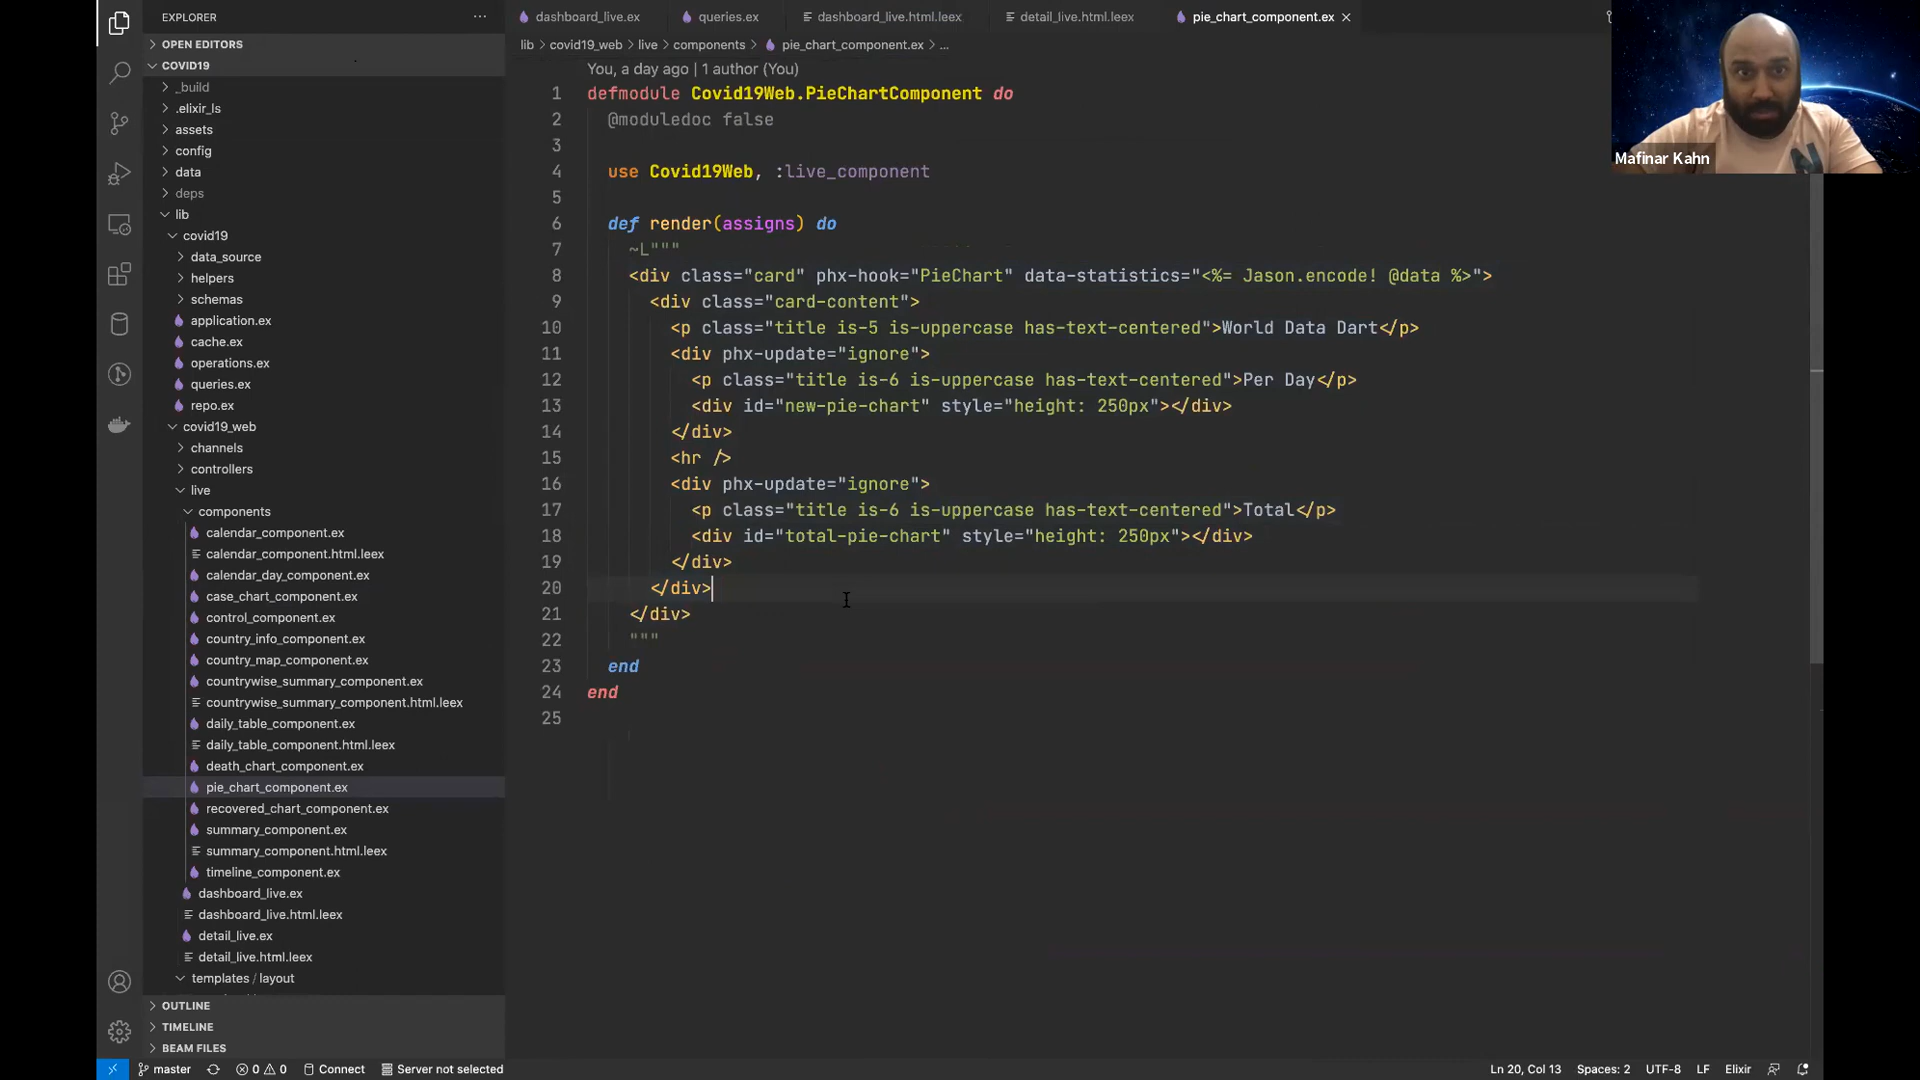 EXPLORER
OPEN EDITORS
COVID19
_build
.elixir_ls
assets
config
data
deps
lib
covid19
data_source
helpers
schemas
application.ex
cache.ex
operations.ex
queries.ex
repo.ex
covid19_web
channels
controllers
live
components
calendar_component.ex
calendar_component.html.leex
calendar_day_component.ex
case_chart_component.ex
control_component.ex
country_info_component.ex
country_map_component.ex
countrywise_summary_component.ex
countrywise_summary_component.html.leex
daily_table_component.ex
daily_table_component.html.leex
death_chart_component.ex
pie_chart_component.ex
recovered_chart_component.ex
summary_component.ex
summary_component.html.leex
timeline_component.ex
dashboard_live.ex
dashboard_live.html.leex
detail_live.ex
detail_live.html.leex
templates / layout
OUTLINE
TIMELINE
BEAM FILES
dashboard_live.ex queries.ex dashboard_live.html.leex detail_live.html.leex pie_chart_component.ex
lib > covid19_web > live > components > pie_chart_component.ex > ...
You, a day ago | 1 author (You)
1 defmodule Covid19Web.PieChartComponent do
2 @moduledoc false
3
4 use Covid19Web, :live_component
5
6 def render(assigns) do
7 ~L"""
8 <div class="card" phx-hook="PieChart" data-statistics="<%= Jason.encode! @data %>">
9 <div class="card-content">
10 <p class="title is-5 is-uppercase has-text-centered">World Data Dart</p>
11 <div phx-update="ignore">
12 <p class="title is-6 is-uppercase has-text-centered">Per Day</p>
13 <div id="new-pie-chart" style="height: 250px"></div>
14 </div>
15 <hr />
16 <div phx-update="ignore">
17 <p class="title is-6 is-uppercase has-text-centered">Total</p>
18 <div id="total-pie-chart" style="height: 250px"></div>
19 </div>
20 </div>
21 </div>
22 """
23 end
24 end
25
Mafinar Kahn
master 0 0 Connect Server not selected Ln 20, Col 13 Spaces: 2 UTF-8 LF Elixir